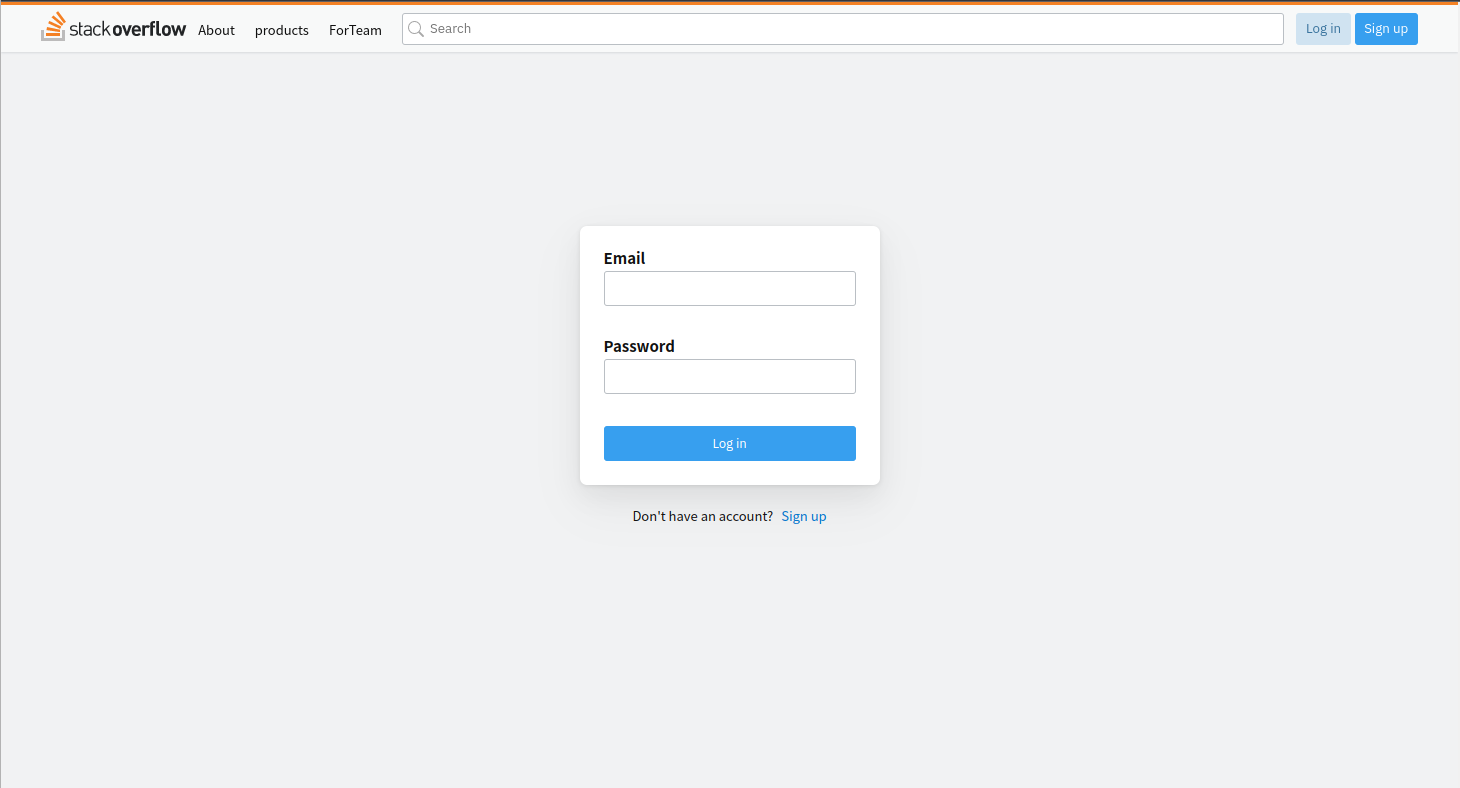 stackoverflow About products ForTeam Search Log in Sign up
Email
Password
Log in
Don't have an account? Sign up